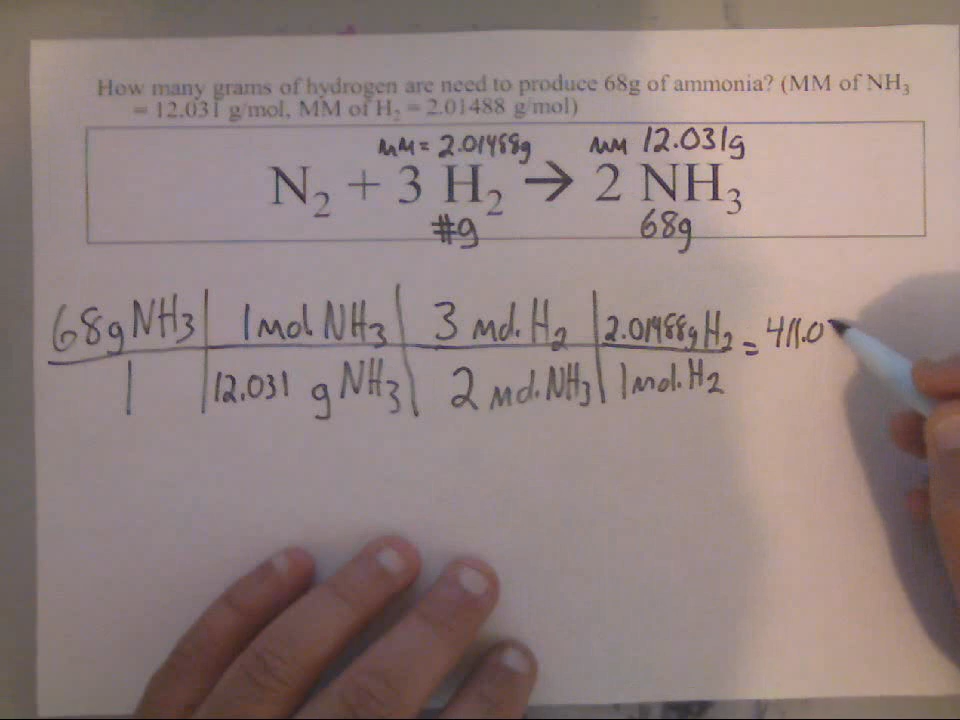 How many grams of hydrogen are need to produce 68g of ammonia? (MM of NH₃
= 12.031 g/mol, MM of H₂ = 2.01488 g/mol)
MM = 2.01488g MM 12.031g
N₂ + 3 H₂ → 2 NH₃
#g 68g
68g NH3 | 1 mol NH₃ | 3 mol. H₂ | 2.01488g H₂ = 411.0
1 | 12.031 g NH₃ | 2 mol. NH₃ | 1 mol. H₂